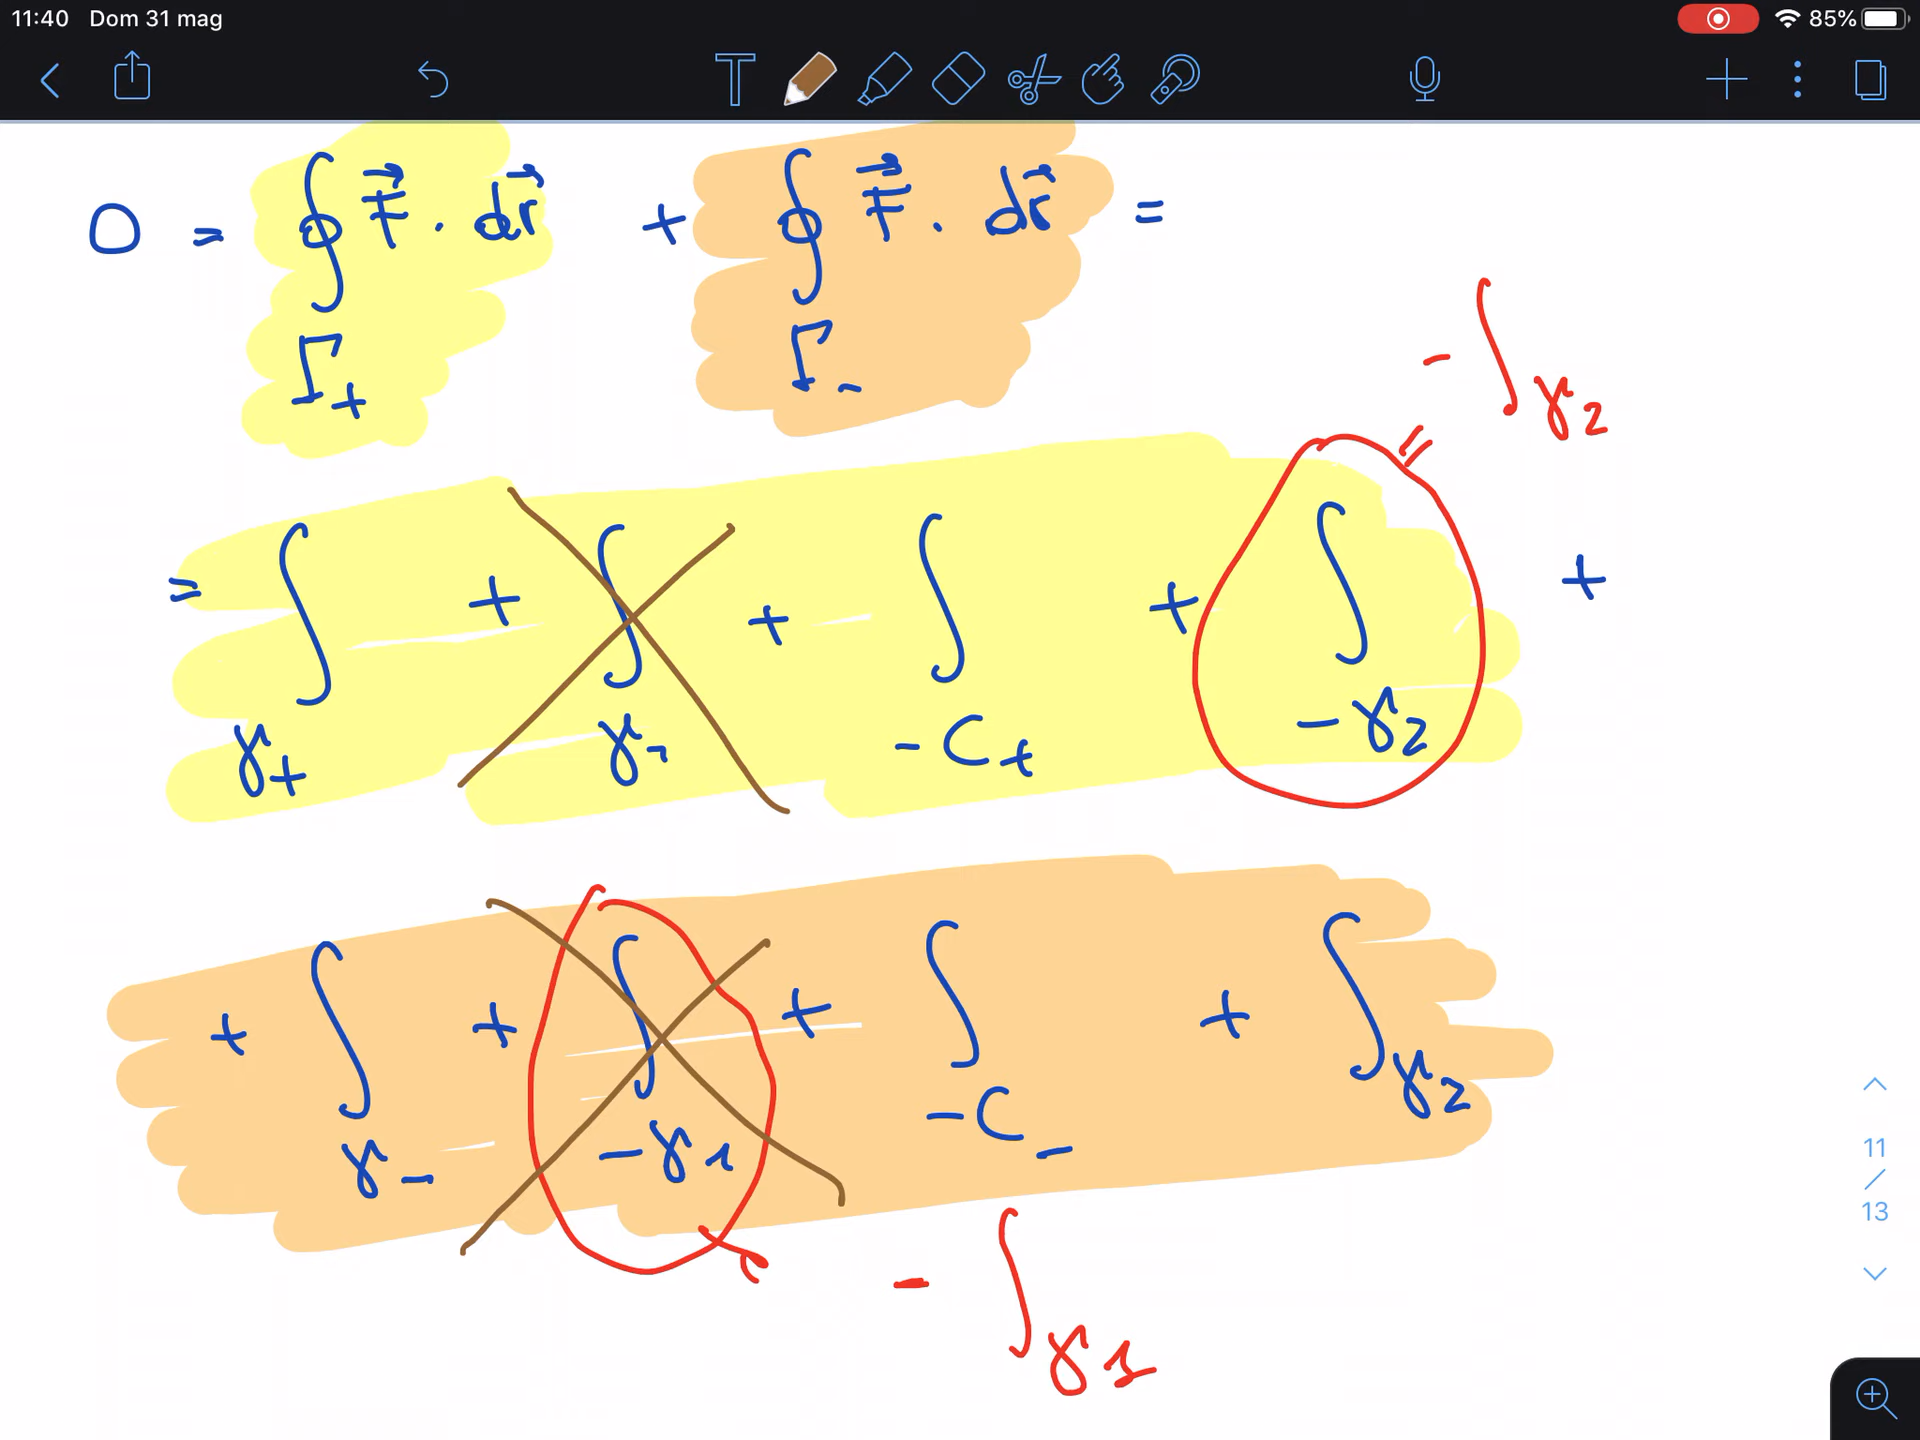 11:40 Dom 31 mag 85%
T
0 = ∮ F⃗ · dr⃗ + ∮ F⃗ · dr⃗ =
Γ+ Γ-
- ∫ γ2
=
= ∫ + ∫ + ∫ + ∫ +
γ+ γ1 -C+ -γ2
+ ∫ + ∫ + ∫ + ∫ γ2
γ- -γ1 -C-
=
- ∫ γ1
11
/
13